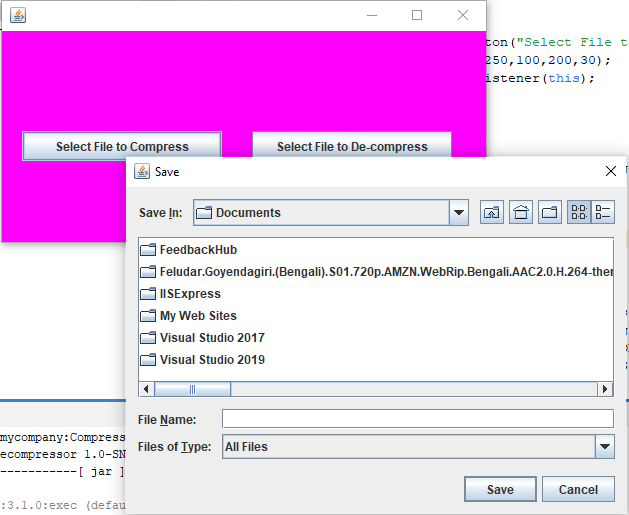 ton("Select File t
250,100,200,30);
istener(this);
Select File to Compress
Select File to De-compress
Save
Save In:
Documents
FeedbackHub
Feludar.Goyendagiri.(Bengali).S01.720p.AMZN.WebRip.Bengali.AAC2.0.H.264-ther
IISExpress
My Web Sites
Visual Studio 2017
Visual Studio 2019
File Name:
Files of Type:
All Files
Save
Cancel
mycompany:Compress
ecompressor 1.0-SN
------------[ jar ]
:3.1.0:exec (defau